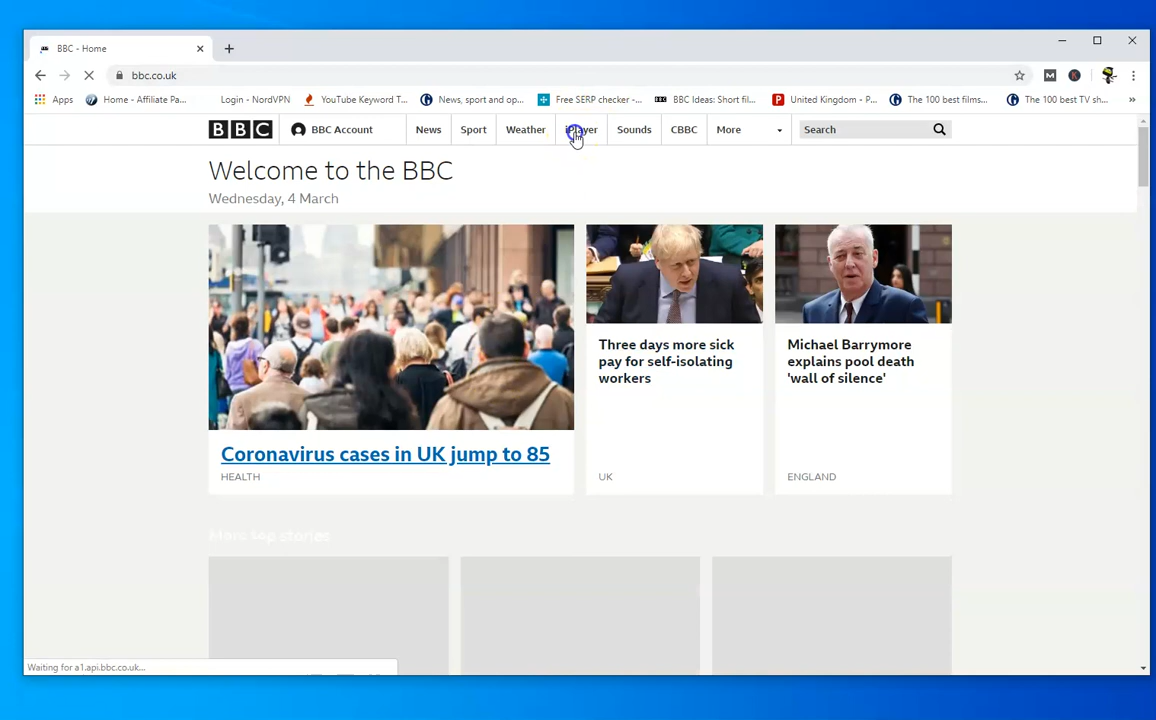 BBC - Home
bbc.co.uk
Apps
Home - Affiliate Pa...
Login - NordVPN
YouTube Keyword T...
News, sport and op...
Free SERP checker -...
BBC Ideas: Short fil...
United Kingdom - P...
The 100 best films...
The 100 best TV sh...
»
BBC
BBC Account
News
Sport
Weather
iPlayer
Sounds
CBBC
More
Search
Welcome to the BBC
Wednesday, 4 March
Three days more sick
pay for self-isolating
workers
UK
Michael Barrymore
explains pool death
'wall of silence'
ENGLAND
Coronavirus cases in UK jump to 85
HEALTH
More top stories
Waiting for a1.api.bbc.co.uk...